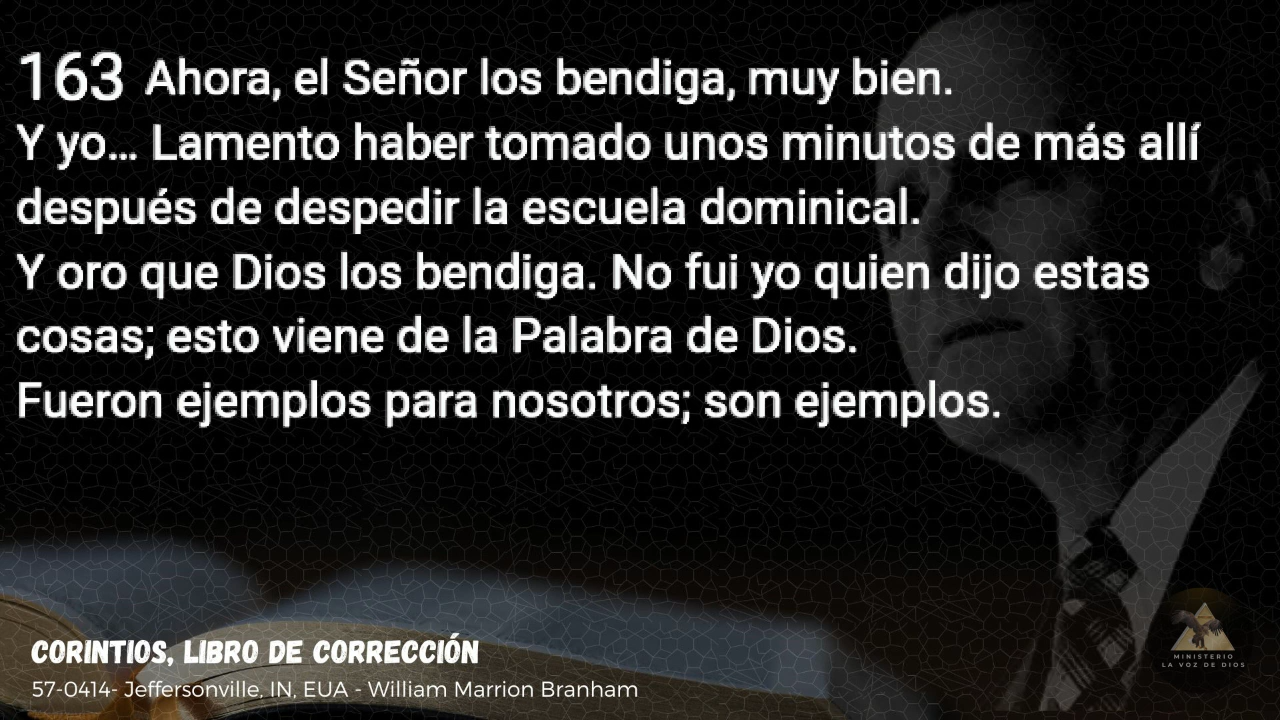 163 Ahora, el Señor los bendiga, muy bien.
Y yo... Lamento haber tomado unos minutos de más allí
después de despedir la escuela dominical.
Y oro que Dios los bendiga. No fui yo quien dijo estas
cosas; esto viene de la Palabra de Dios.
Fueron ejemplos para nosotros; son ejemplos.
CORINTIOS, LIBRO DE CORRECCIÓN
57-0414- Jeffersonville, IN, EUA - William Marrion Branham
MINISTERIO
LA VOZ DE DIOS